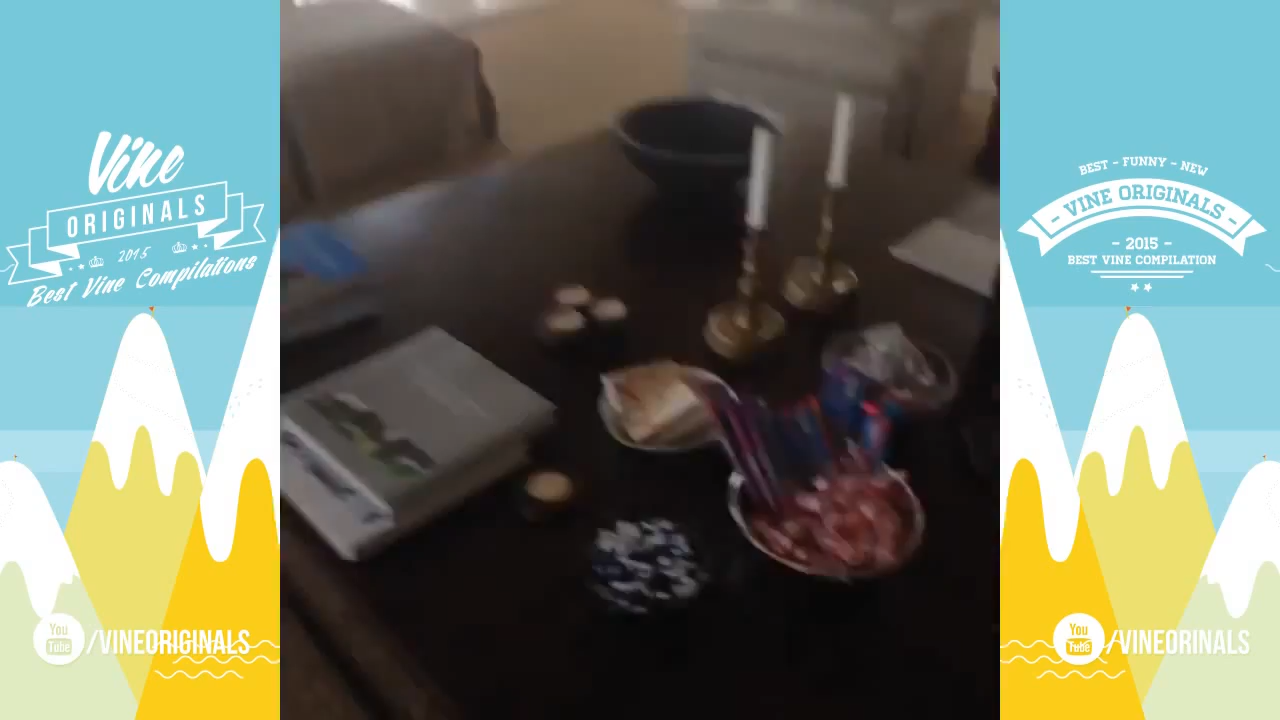 Vine
ORIGINALS
2015
Best Vine Compilations
You
Tube
/VINEORIGINALS
BEST - FUNNY - NEW
- VINE ORIGINALS -
- 2015 -
BEST VINE COMPILATION
You
Tube
/VINEORINALS